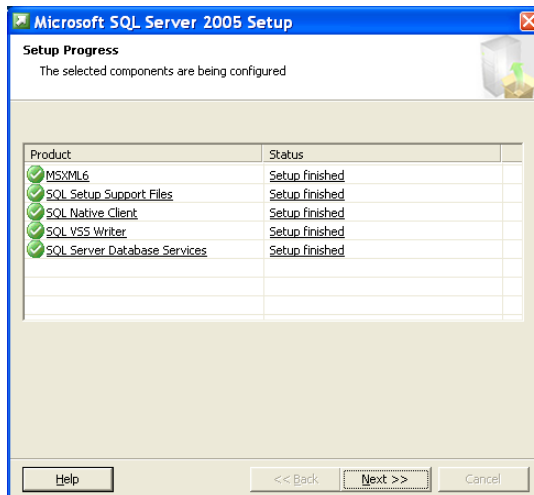 Microsoft SQL Server 2005 Setup
Setup Progress
The selected components are being configured
Product Status
MSXML6 Setup finished
SQL Setup Support Files Setup finished
SQL Native Client Setup finished
SQL VSS Writer Setup finished
SQL Server Database Services Setup finished
Help << Back Next >> Cancel